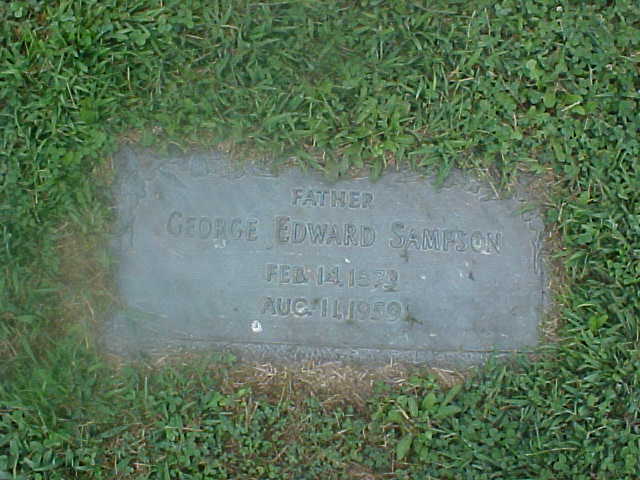 FATHER
GEORGE EDWARD SAMPSON
FEB. 14,
AUG. 11, 1959